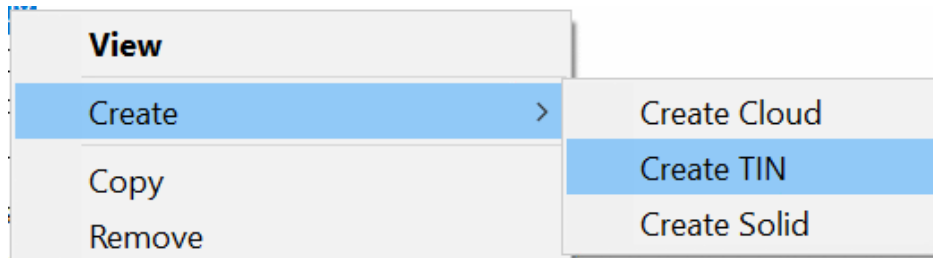 View
Create
Create Cloud
Create TIN
Copy
Create Solid
Remove